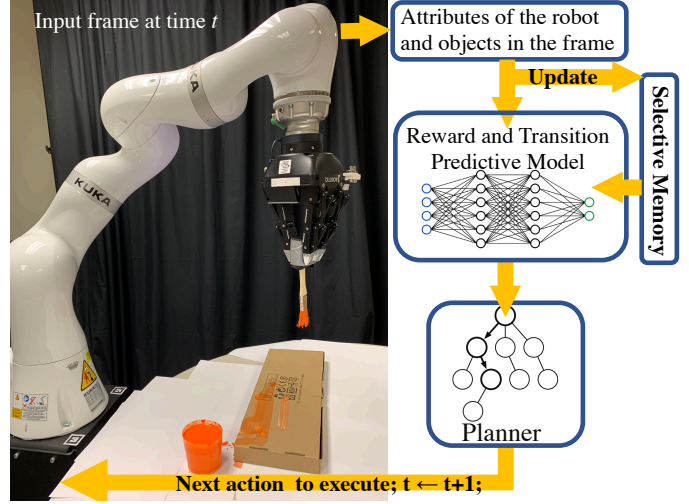 Input frame at time t
Attributes of the robot
and objects in the frame
Update
Selective Memory
Reward and Transition
Predictive Model
KUKA
KUKA
Planner
Next action to execute; t ← t+1;